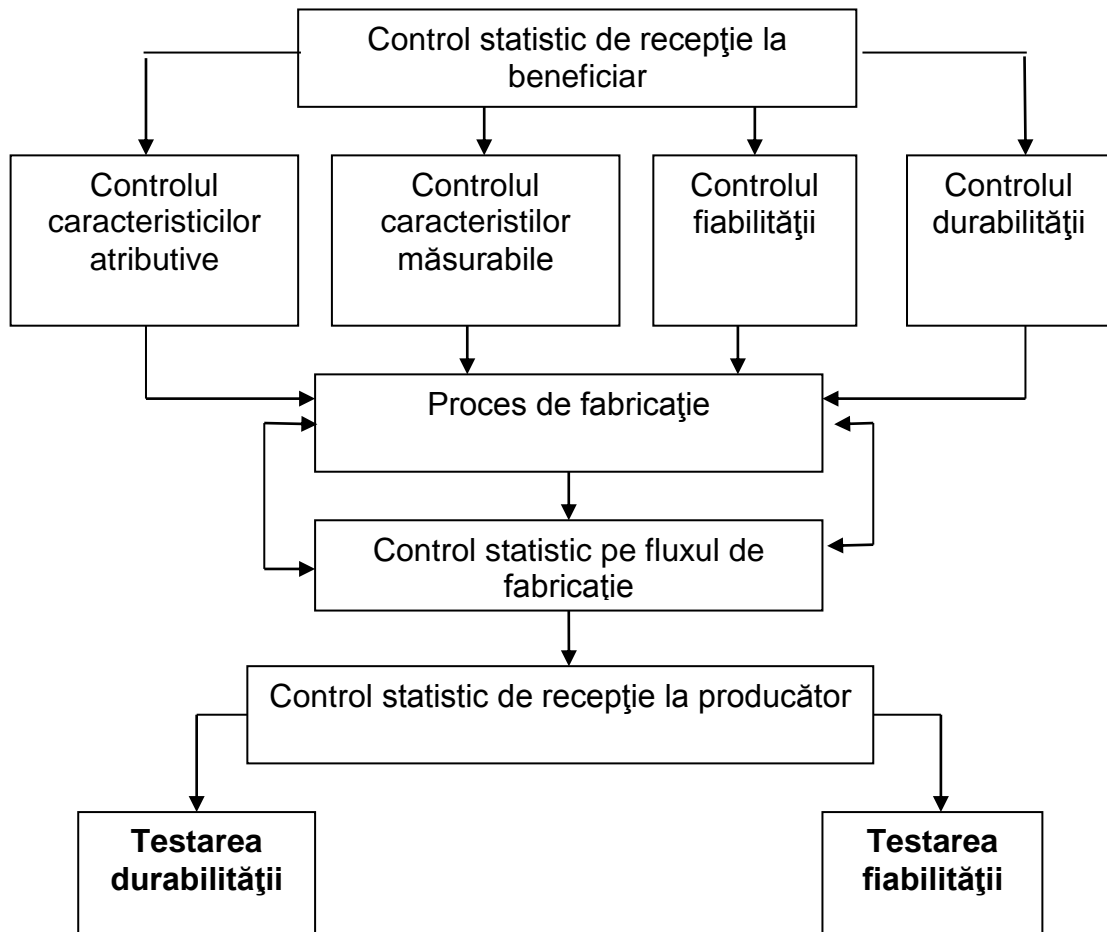 Control statistic de recepţie la
beneficiar
Controlul
caracteristicilor
atributive
Controlul
caracteristilor
măsurabile
Controlul
fiabilităţii
Controlul
durabilităţii
Proces de fabricaţie
Control statistic pe fluxul de
fabricaţie
Control statistic de recepţie la producător
Testarea
durabilităţii
Testarea
fiabilităţii